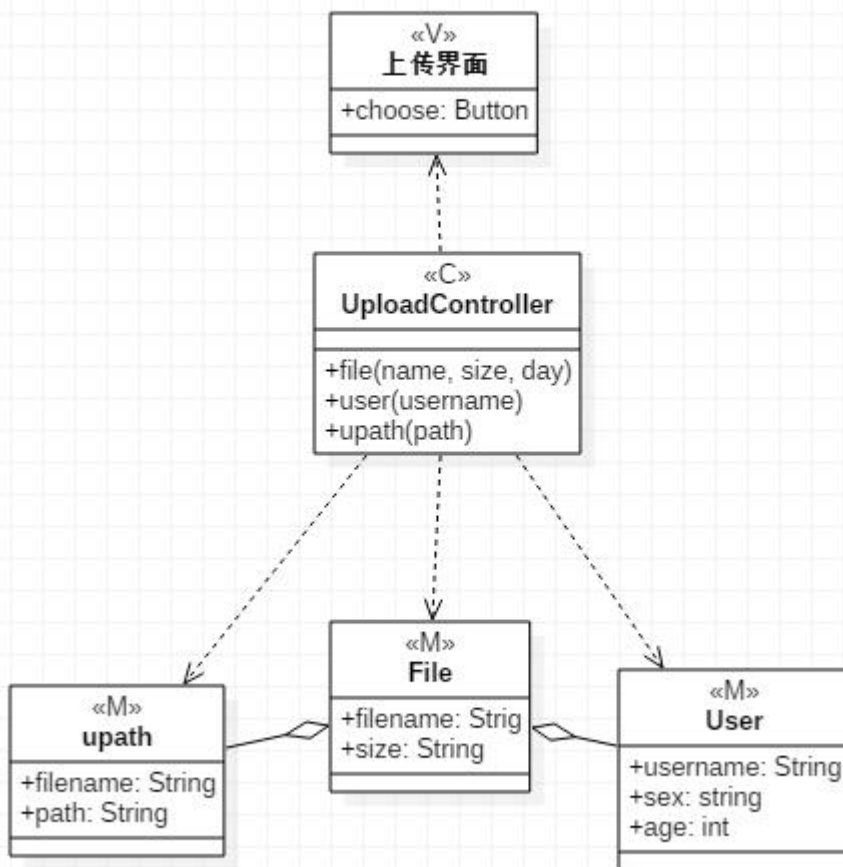 «V»
上传界面
+choose: Button
«C»
UploadController
+file(name, size, day)
+user(username)
+upath(path)
«M»
upath
+filename: String
+path: String
«M»
File
+filename: Strig
+size: String
«M»
User
+username: String
+sex: string
+age: int